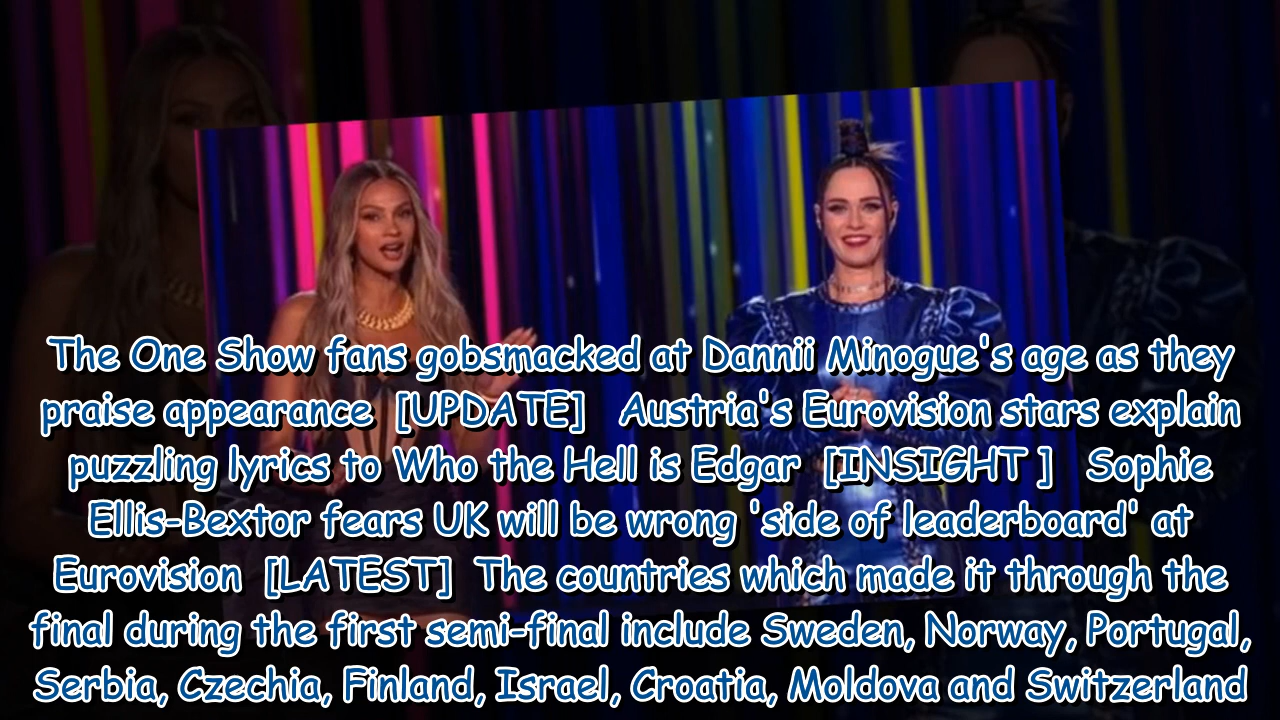 The One Show fans gobsmacked at Dannii Minogue's age as they
praise appearance [UPDATE] Austria's Eurovision stars explain
puzzling lyrics to Who the Hell is Edgar [INSIGHT ] Sophie
Ellis-Bextor fears UK will be wrong 'side of leaderboard' at
Eurovision [LATEST] The countries which made it through the
final during the first semi-final include Sweden, Norway, Portugal,
Serbia, Czechia, Finland, Israel, Croatia, Moldova and Switzerland